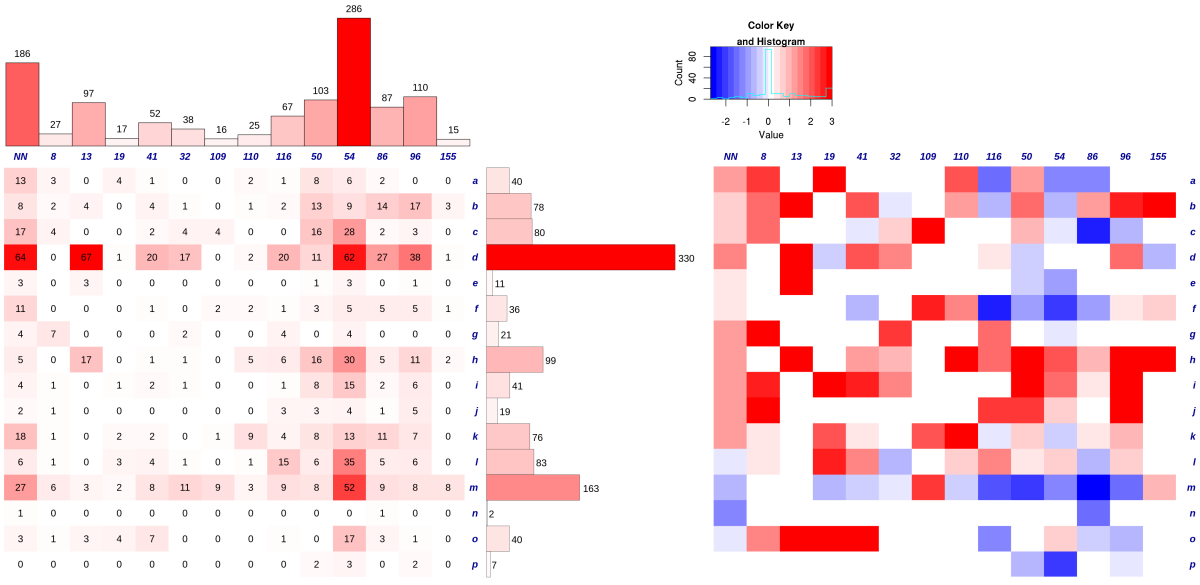 286
186
27
97
17
52
38
16
25
67
103
87
110
15
Color Key
and Histogram
Count
0 40 80
-2 -1 0 1 2 3
Value
NN 8 13 19 41 32 109 110 116 50 54 86 96 155
13 3 0 4 1 0 0 2 1 8 6 2 0 0 a 40
8 2 4 0 4 1 0 1 2 13 9 14 17 3 b 78
17 4 0 0 2 4 4 0 0 16 28 2 3 0 c 80
64 0 67 1 20 17 0 2 20 11 62 27 38 1 d 330
3 0 3 0 0 0 0 0 0 1 3 0 1 0 e 11
11 0 0 0 1 0 2 2 1 3 5 5 5 1 f 36
4 7 0 0 0 2 0 0 4 0 4 0 0 0 g 21
5 0 17 0 1 1 0 5 6 16 30 5 11 2 h 99
4 1 0 1 2 1 0 0 1 8 15 2 6 0 i 41
2 1 0 0 0 0 0 0 3 3 4 1 5 0 j 19
18 1 0 2 2 0 1 9 4 8 13 11 7 0 k 76
6 1 0 3 4 1 0 1 15 6 35 5 6 0 l 83
27 6 3 2 8 11 9 3 9 8 52 9 8 8 m 163
1 0 0 0 0 0 0 0 0 0 0 1 0 0 n 2
3 1 3 4 7 0 0 0 1 0 17 3 1 0 o 40
0 0 0 0 0 0 0 0 0 2 3 0 2 0 p 7
NN 8 13 19 41 32 109 110 116 50 54 86 96 155
a
b
c
d
e
f
g
h
i
j
k
l
m
n
o
p